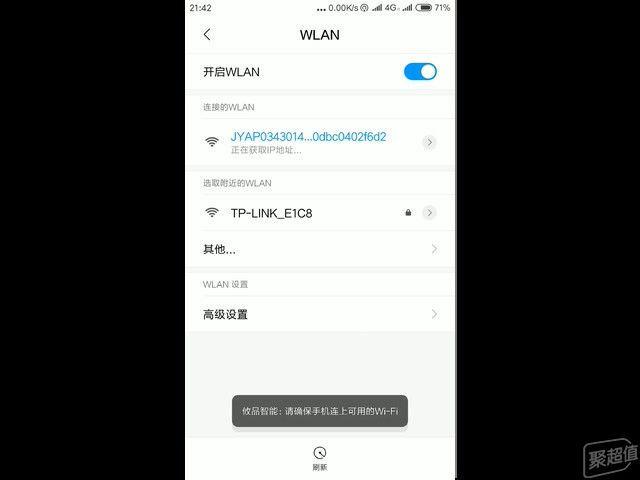 21:42
... 0.00K/s 4G 71%
WLAN
开启WLAN
连接的WLAN
JYAP0343014...0dbc0402f6d2
正在获取IP地址...
选取附近的WLAN
TP-LINK_E1C8
其他...
WLAN 设置
高级设置
攸品智能: 请确保手机连上可用的Wi-Fi
刷新
聚超值